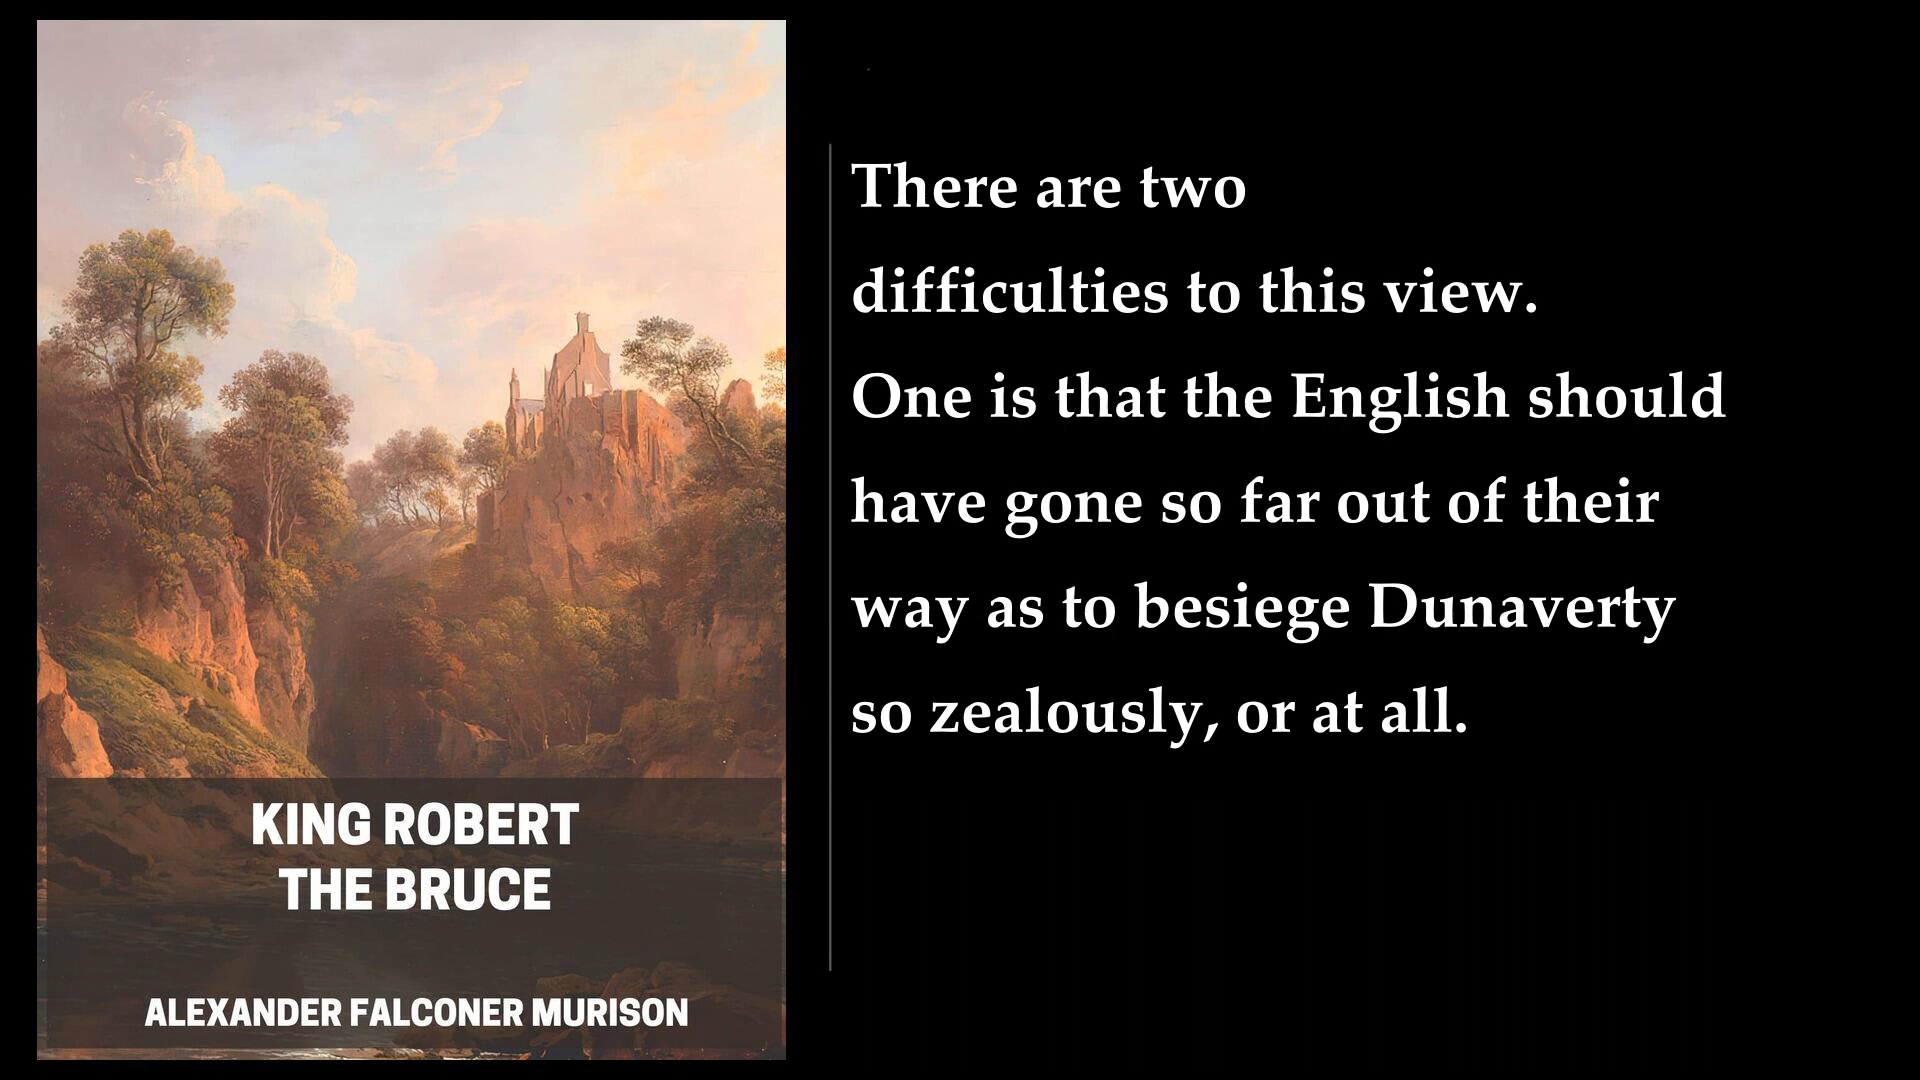 KING ROBERT
THE BRUCE
ALEXANDER FALCONER MURISON
There are two
difficulties to this view.
One is that the English should
have gone so far out of their
way as to besiege Dunaverty
so zealously, or at all.